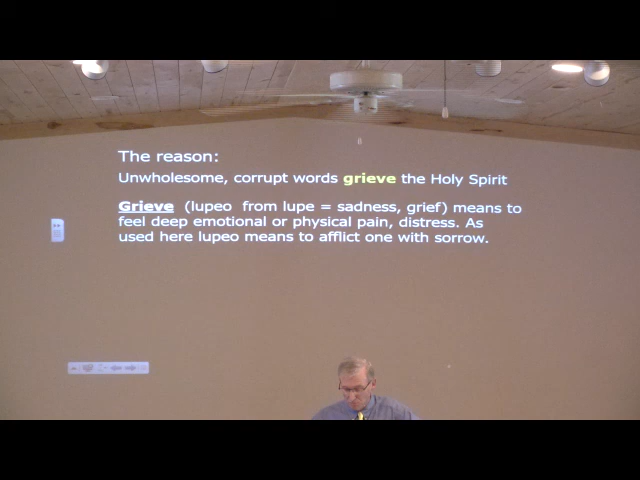 The reason:
Unwholesome, corrupt words grieve the Holy Spirit
Grieve (lupeo from lupe = sadness, grief) means to
feel deep emotional or physical pain, distress. As
used here lupeo means to afflict one with sorrow.